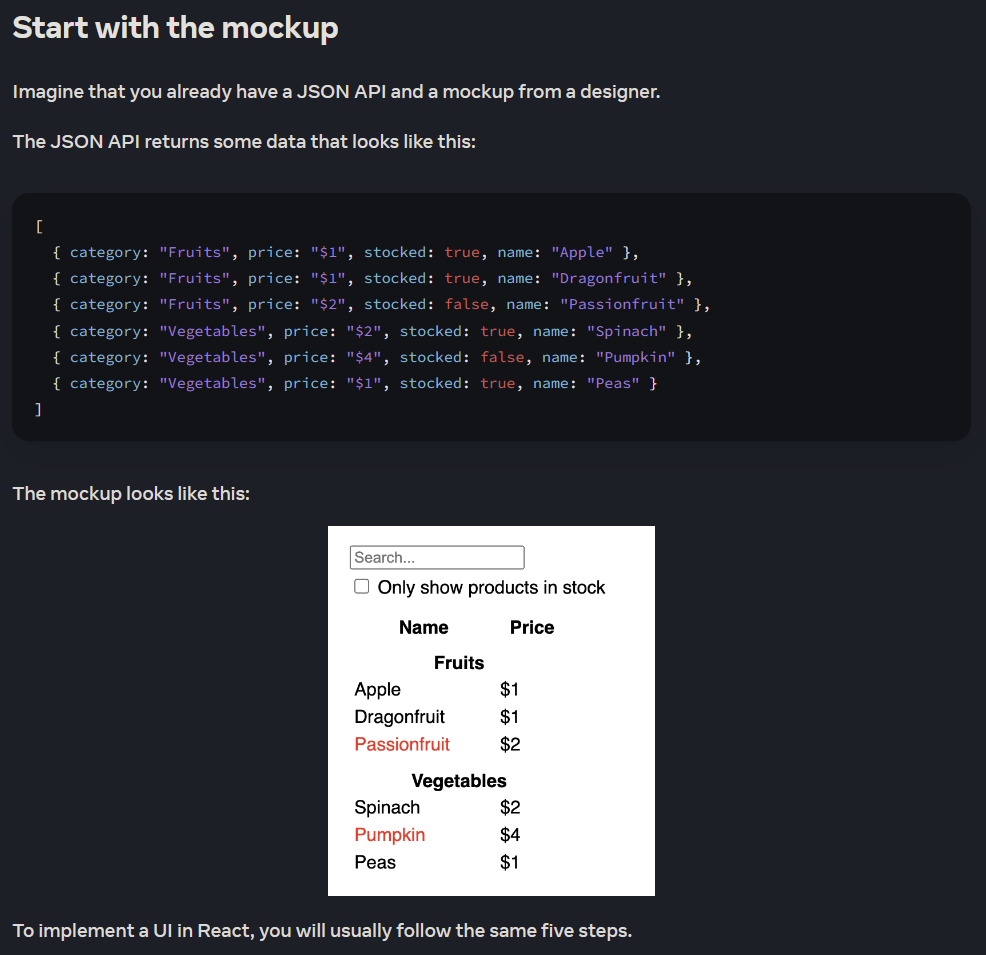 Start with the mockup
Imagine that you already have a JSON API and a mockup from a designer.
The JSON API returns some data that looks like this:
[
  { category: "Fruits", price: "$1", stocked: true, name: "Apple" },
  { category: "Fruits", price: "$1", stocked: true, name: "Dragonfruit" },
  { category: "Fruits", price: "$2", stocked: false, name: "Passionfruit" },
  { category: "Vegetables", price: "$2", stocked: true, name: "Spinach" },
  { category: "Vegetables", price: "$4", stocked: false, name: "Pumpkin" },
  { category: "Vegetables", price: "$1", stocked: true, name: "Peas" }
]
The mockup looks like this:
Search...
Only show products in stock
Name Price
Fruits
Apple $1
Dragonfruit $1
Passionfruit $2
Vegetables
Spinach $2
Pumpkin $4
Peas $1
To implement a UI in React, you will usually follow the same five steps.